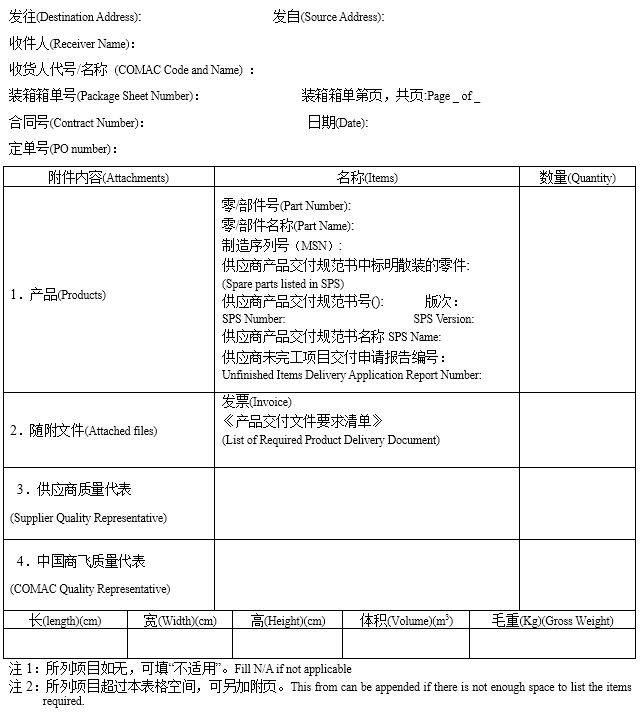 发往(Destination Address): 发自(Source Address):
收件人(Receiver Name)：
收货人代号/名称 (COMAC Code and Name) ：
装箱箱单号(Package Sheet Number)： 装箱箱单第页，共页:Page _ of _
合同号(Contract Number)： 日期(Date):
定单号(PO number)：
附件内容(Attachments) 名称(Items) 数量(Quantity)
零/部件号(Part Number):
零/部件名称(Part Name):
制造序列号（MSN）:
供应商产品交付规范书中标明散装的零件:
(Spare parts listed in SPS)
1．产品(Products)
供应商产品交付规范书号(): 版次：
SPS Number: SPS Version:
供应商产品交付规范书名称 SPS Name:
供应商未完工项目交付申请报告编号：
Unfinished Items Delivery Application Report Number:
2．随附文件(Attached files)
发票(Invoice)
《产品交付文件要求清单》
(List of Required Product Delivery Document)
3．供应商质量代表
(Supplier Quality Representative)
4．中国商飞质量代表
(COMAC Quality Representative)
长(length)(cm) 宽(Width)(cm) 高(Height)(cm) 体积(Volume)(m³) 毛重(Kg)(Gross Weight)
注 1：所列项目如无，可填“不适用”。Fill N/A if not applicable
注 2：所列项目超过本表格空间，可另加附页。This from can be appended if there is not enough space to list the items
required.